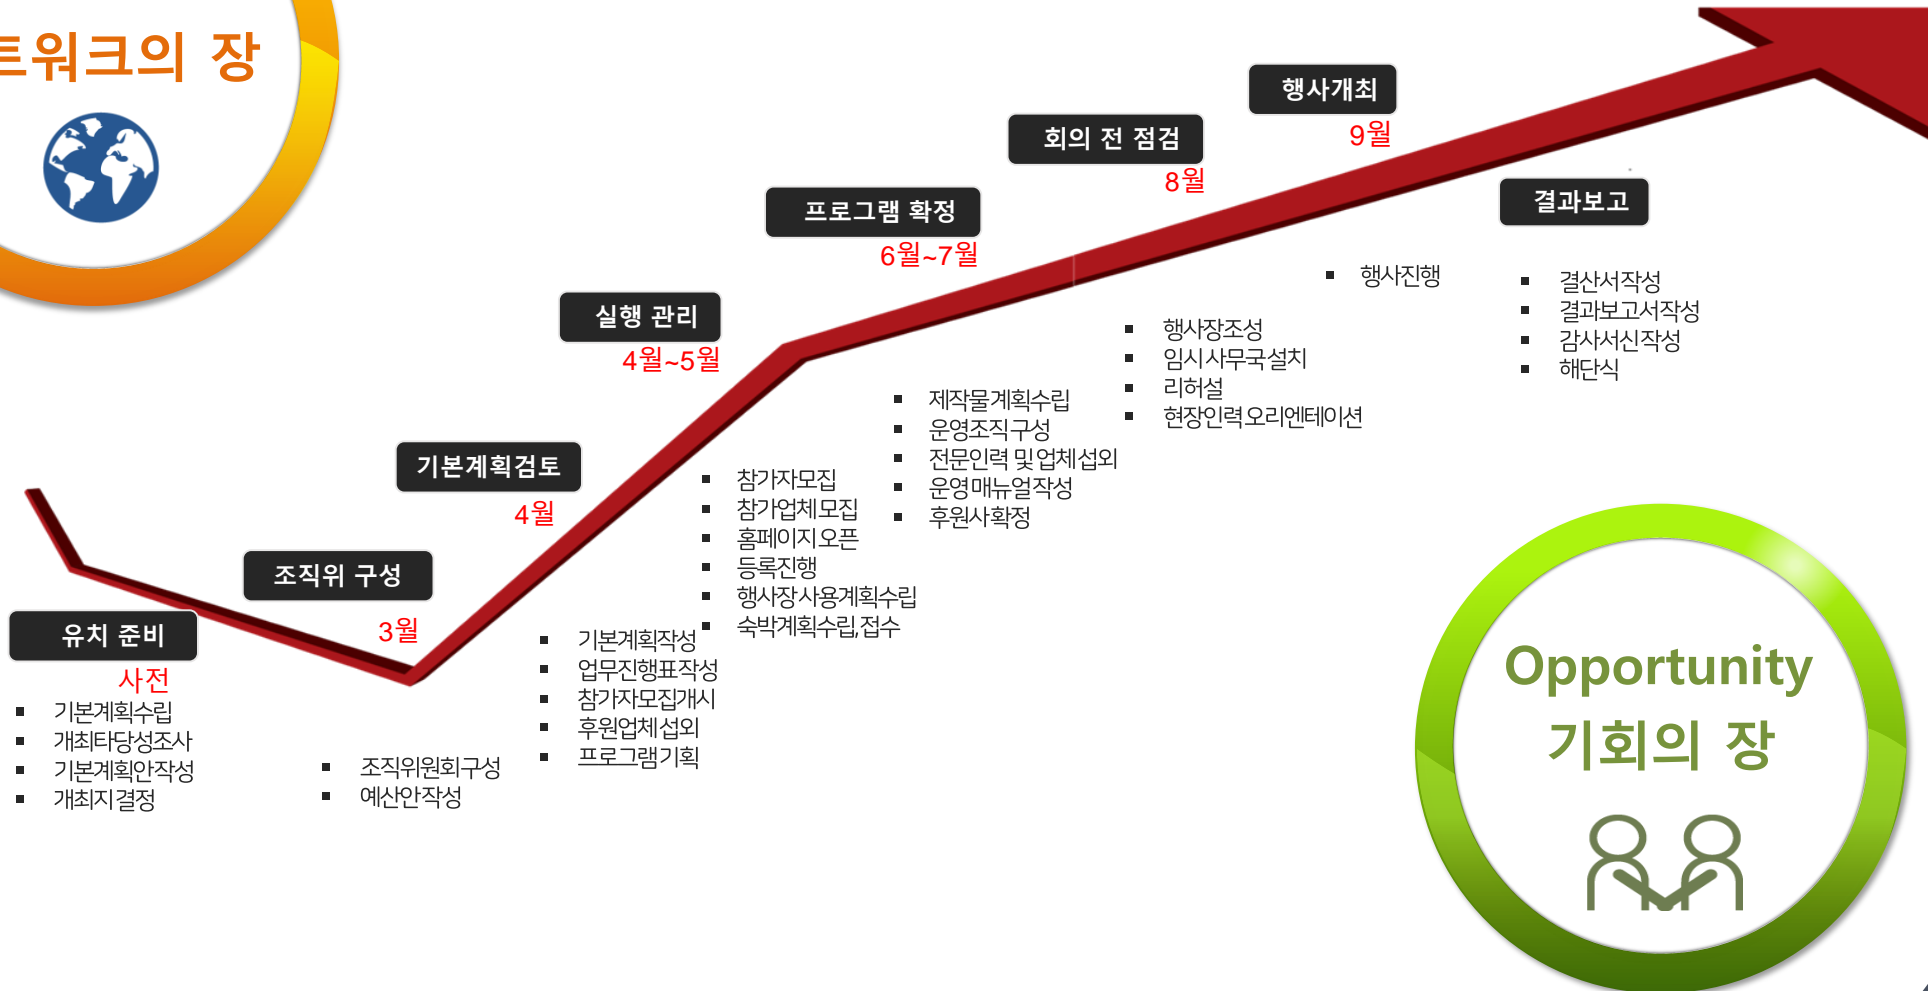 트워크의 장
유치 준비
사전
기본계획수립
개최타당성조사
기본계획안작성
개최지결정
조직위 구성
3월
조직위원회구성
예산안작성
기본계획검토
4월
기본계획작성
업무진행표작성
참가자모집개시
후원업체섭외
프로그램기획
실행 관리
4월~5월
참가자모집
참가업체모집
홈페이지오픈
등록진행
행사장사용계획수립
숙박계획수립,접수
프로그램 확정
6월~7월
제작물계획수립
운영조직구성
전문인력 및업체섭외
운영매뉴얼작성
후원사확정
회의 전 점검
8월
행사장조성
임시사무국설치
리허설
현장인력오리엔테이션
행사개최
9월
행사진행
결과보고
결산서작성
결과보고서작성
감사서신작성
해단식
Opportunity
기회의 장